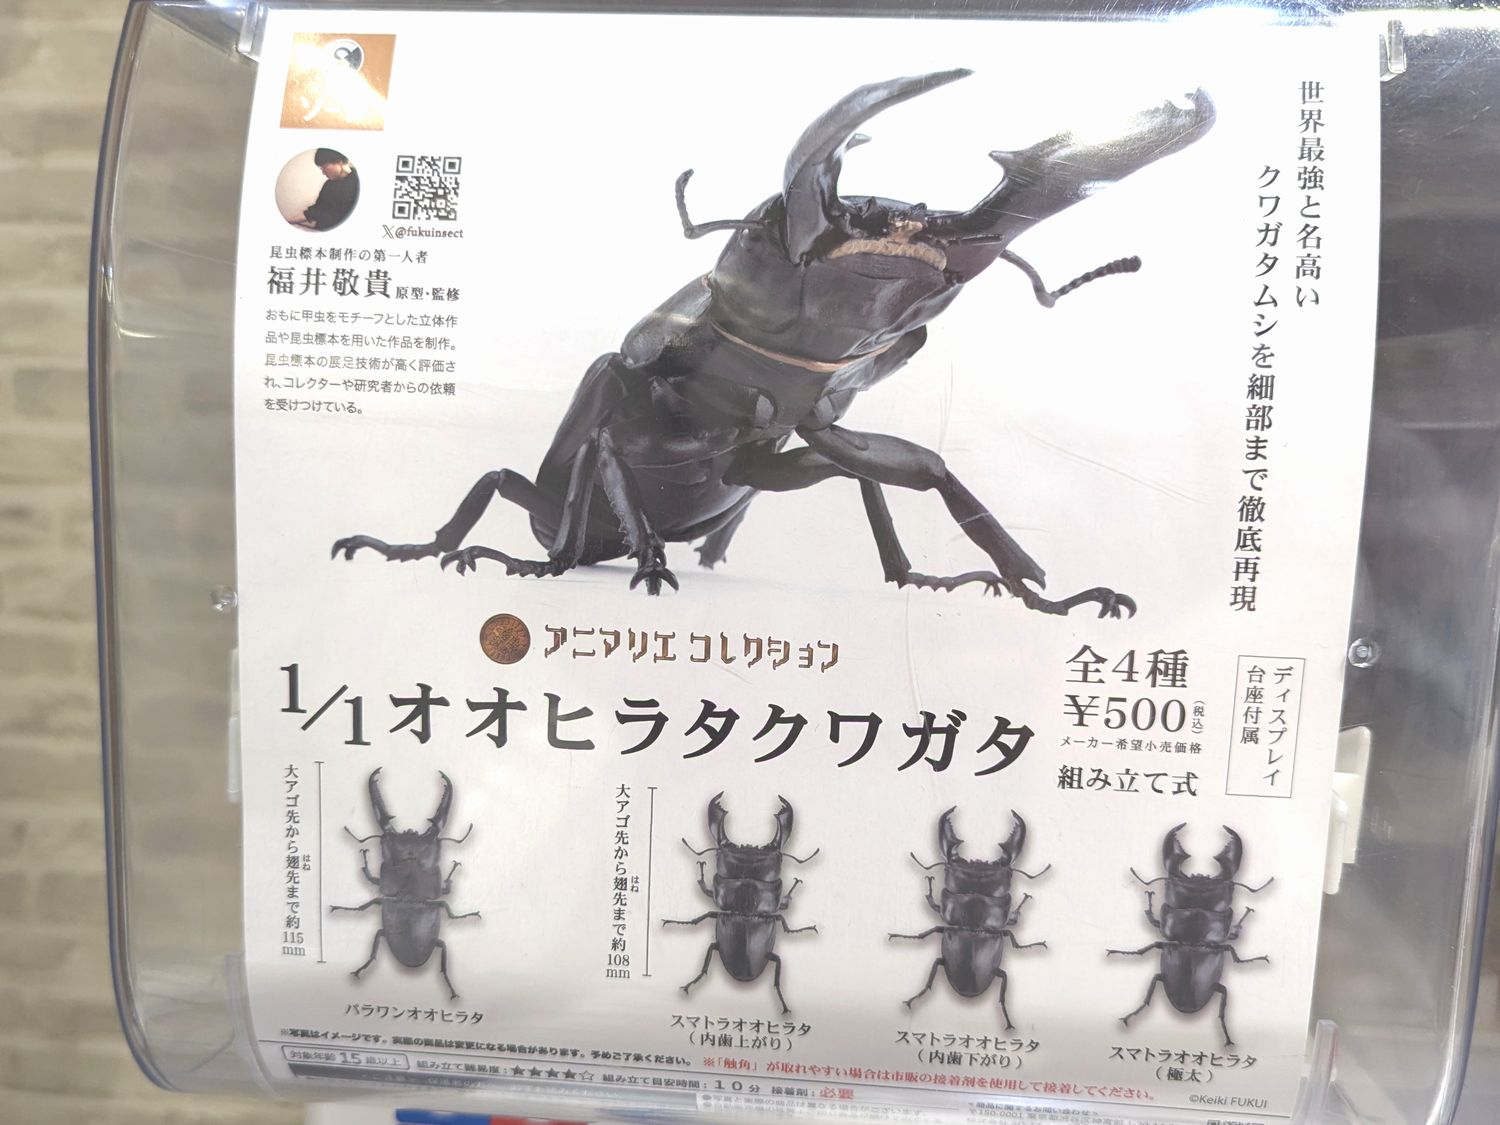 𝕏@fukuinsect
昆虫標本制作の第一人者
福井敬貴 原型・監修
おもに甲虫をモチーフとした立体作
品や昆虫標本を用いた作品を制作。
昆虫標本の展足技術が高く評価さ
れ、コレクターや研究者からの依頼
を受けつけている。
世界最強と名高い
クワガタムシを細部まで徹底再現
アニマリエ コレクション
1/1オオヒラタクワガタ
全4種
¥500(税込)
メーカー希望小売価格
組み立て式
ディスプレイ
台座付属
大アゴ先から翅先まで約115mm
はね
パラワンオオヒラタ
大アゴ先から翅先まで約108mm
はね
スマトラオオヒラタ
(内歯上がり)
スマトラオオヒラタ
(内歯下がり)
スマトラオオヒラタ
(極太)
※写真はイメージです。実際の商品は変更になる場合があります。予めご了承ください。
※「触角」が取れやすい場合は市販の接着剤を使用して接着してください。
対象年齢15歳以上 組み立て難易度:★★★★☆ 組み立て目安時間:10分 接着剤:必要
©Keiki FUKUI